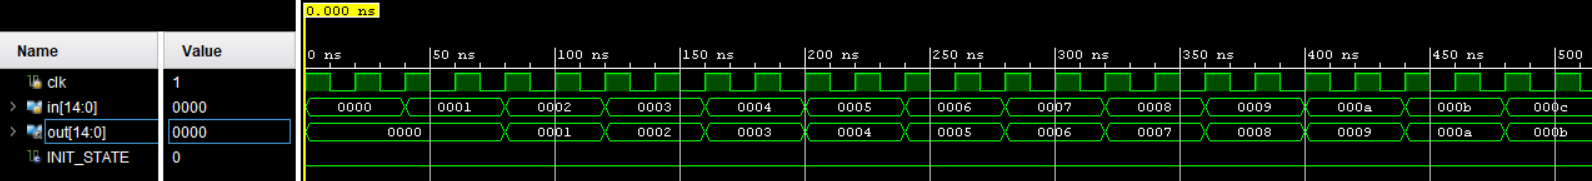 0.000 ns
Name Value
0 ns 50 ns 100 ns 150 ns 200 ns 250 ns 300 ns 350 ns 400 ns 450 ns 500
clk 1
in[14:0] 0000 0000 0001 0002 0003 0004 0005 0006 0007 0008 0009 000a 000b 000c
out[14:0] 0000 0000 0001 0002 0003 0004 0005 0006 0007 0008 0009 000a 000b
INIT_STATE 0